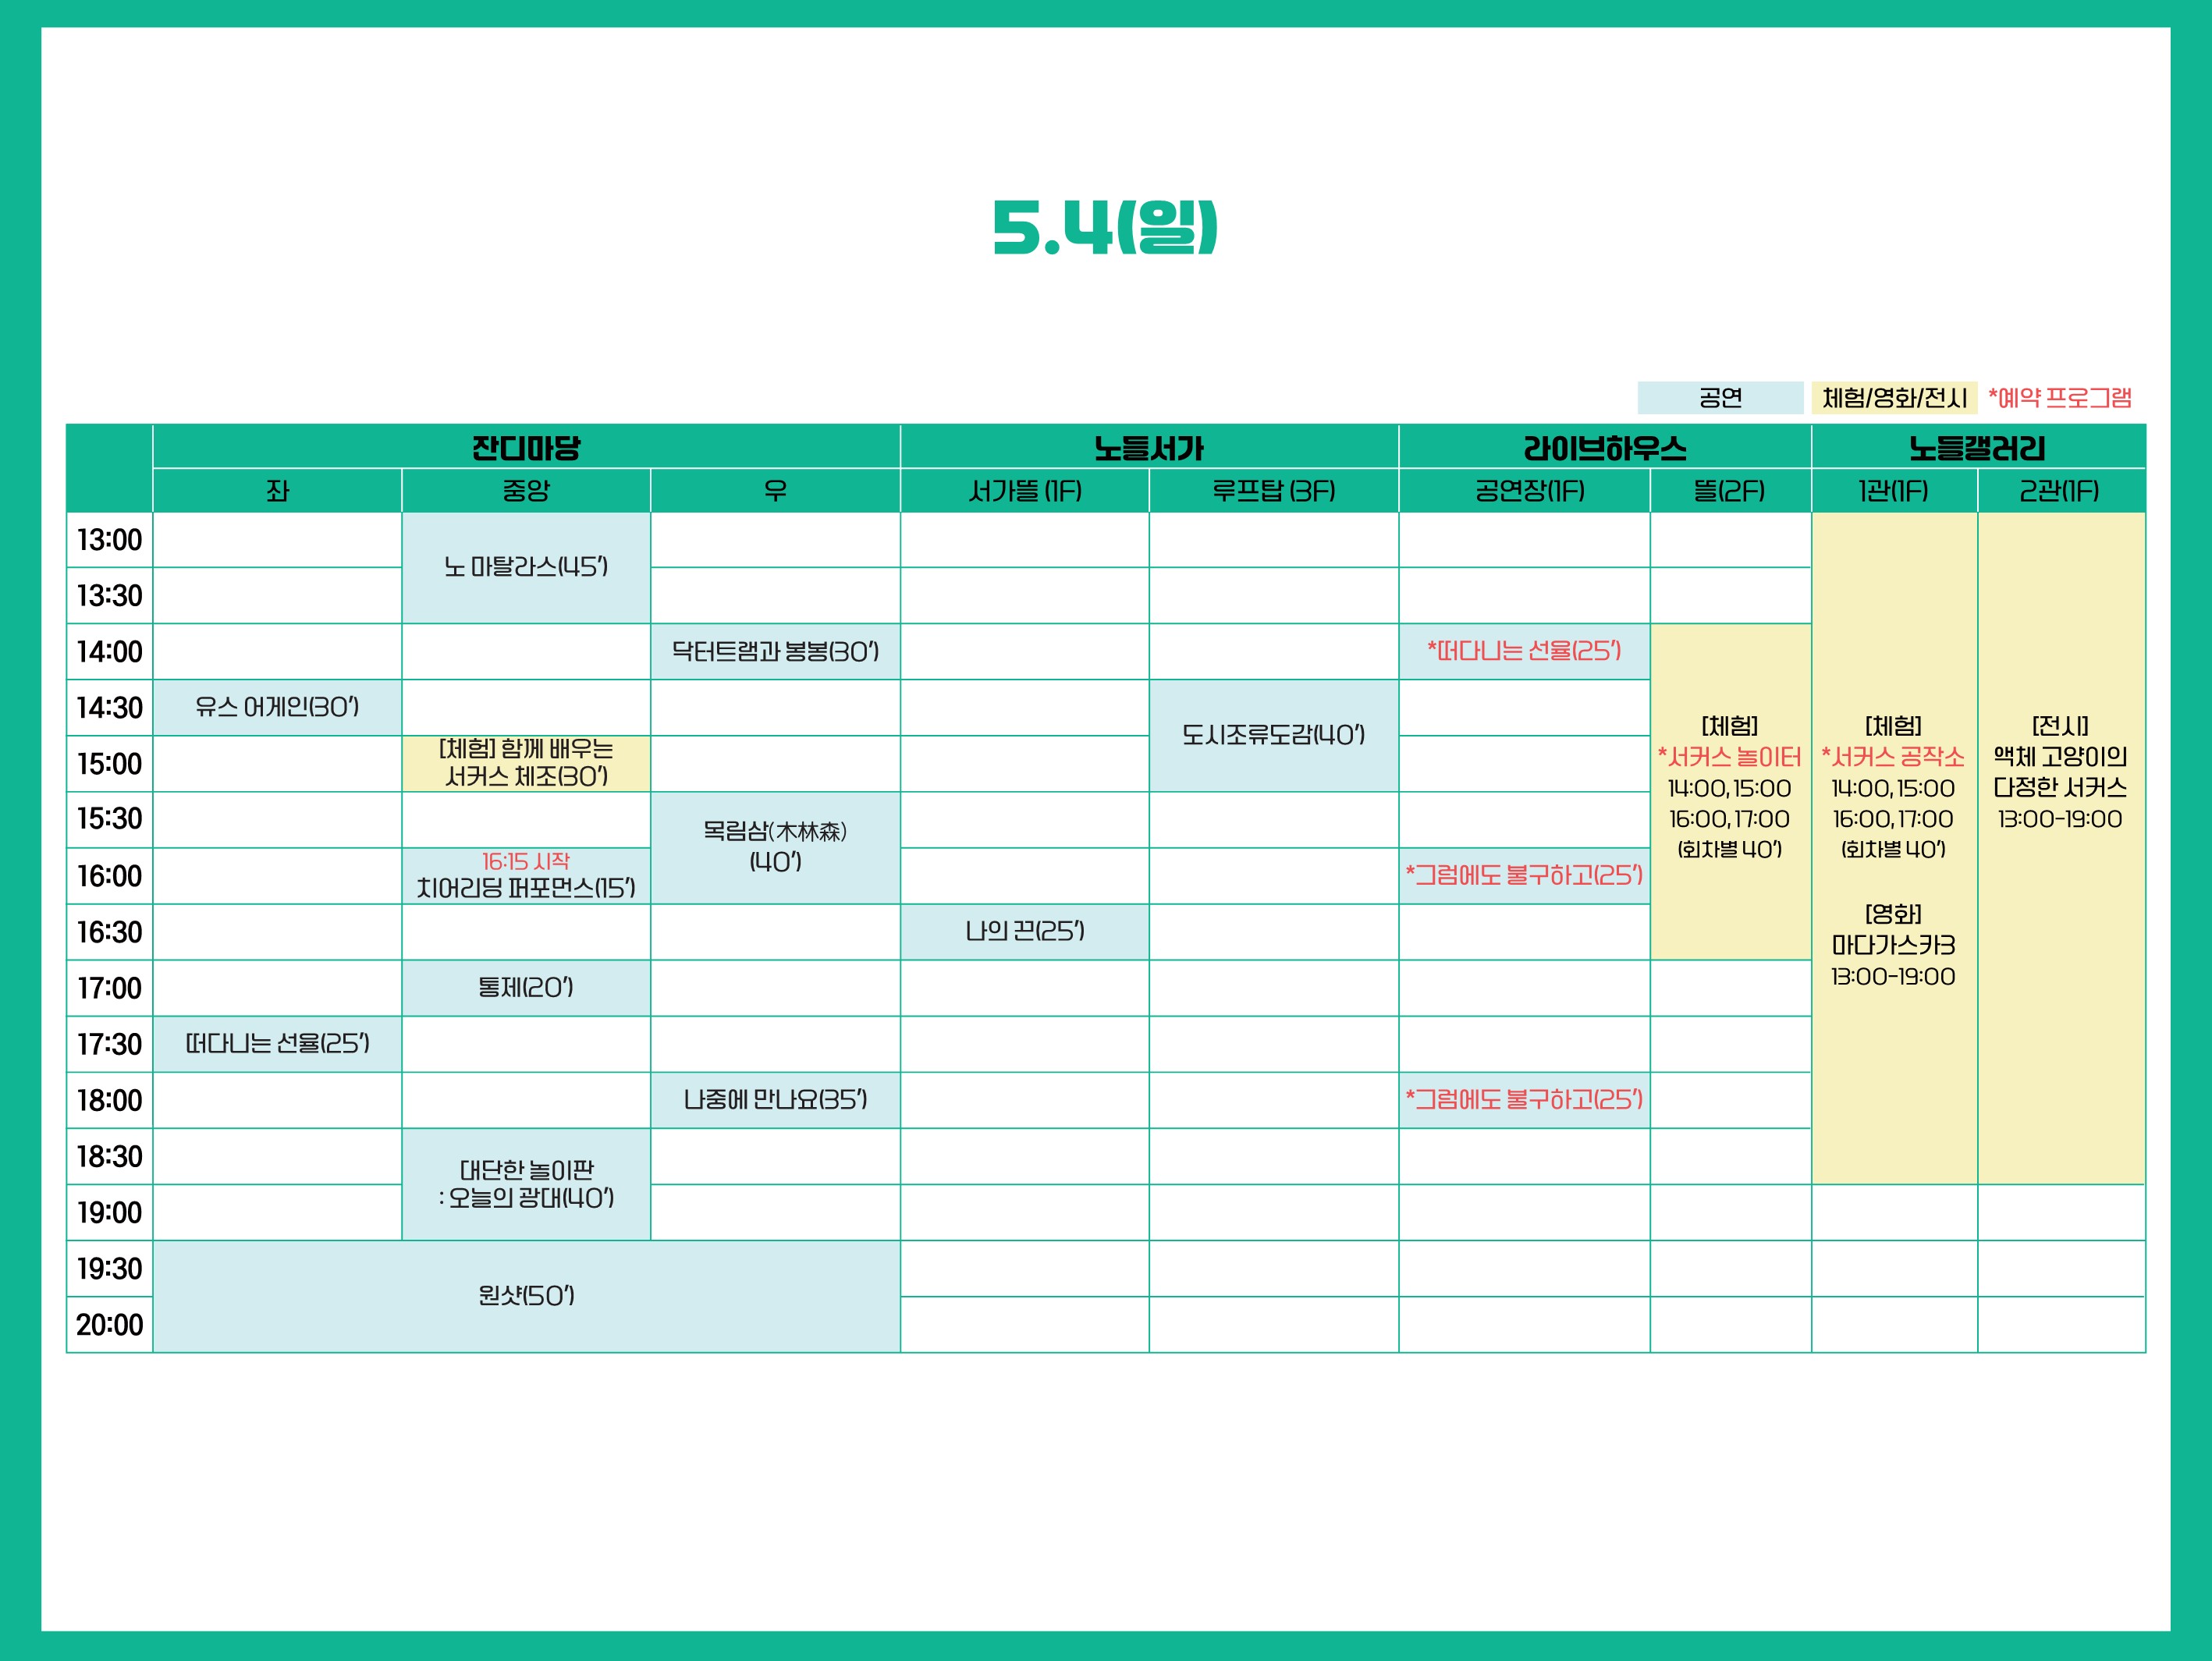 5.4(일)
공연 체험/영화/전시 *예약 프로그램
잔디마당 노들서가 라이브하우스 노들갤러리
좌 중앙 우 서가뜰 (1F) 루프탑 (3F) 공연장(1F) 뜰(2F) 1관(1F) 2관(1F)
13:00
노 마탈라스(45′)
13:30
14:00 닥터트램과 봉봉(30′) *떠다니는 선율(25′)
14:30 유스 어게인(30′)
도시조류도감(40′)
15:00 [체험] 함께 배우는
서커스 체조(30′)
[체험]
*서커스 놀이터
14:00, 15:00
16:00, 17:00
(회차별 40′)
[체험]
*서커스 공작소
14:00, 15:00
16:00, 17:00
(회차별 40′)
[영화]
마다가스카3
13:00-19:00
[전시]
액체 고양이의
다정한 서커스
13:00-19:00
15:30
목림삼(木林森)
(40′)
16:00 16:15 시작
치어리딩 퍼포먼스(15′)
*그럼에도 불구하고(25′)
16:30 나의 끈(25′)
17:00 통제(20′)
17:30 떠다니는 선율(25′)
18:00 나중에 만나요(35′) *그럼에도 불구하고(25′)
18:30
대단한 놀이판
: 오늘의 광대(40′)
19:00
19:30
원샷(50′)
20:00